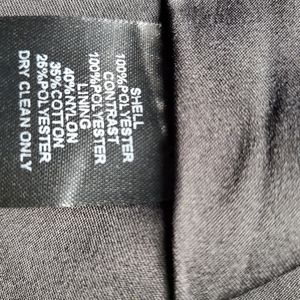 SHELL
100%POLYESTER
CONTRAST
100%POLYESTER
LINING
40%NYLON
35%COTTON
25%POLYESTER
DRY CLEAN ONLY